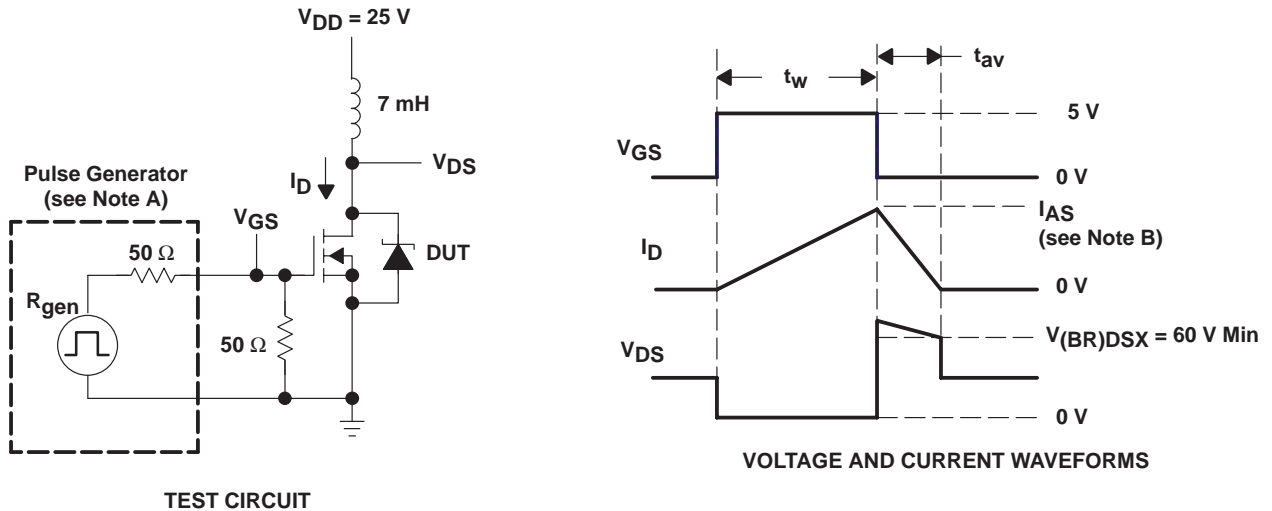 VDD = 25 V
7 mH
VDS
ID
Pulse Generator
(see Note A)
VGS
50 Ω
Rgen
50 Ω
DUT
TEST CIRCUIT
tw
tav
VGS
5 V
0 V
IAS
(see Note B)
ID
0 V
VDS
V(BR)DSX = 60 V Min
0 V
VOLTAGE AND CURRENT WAVEFORMS